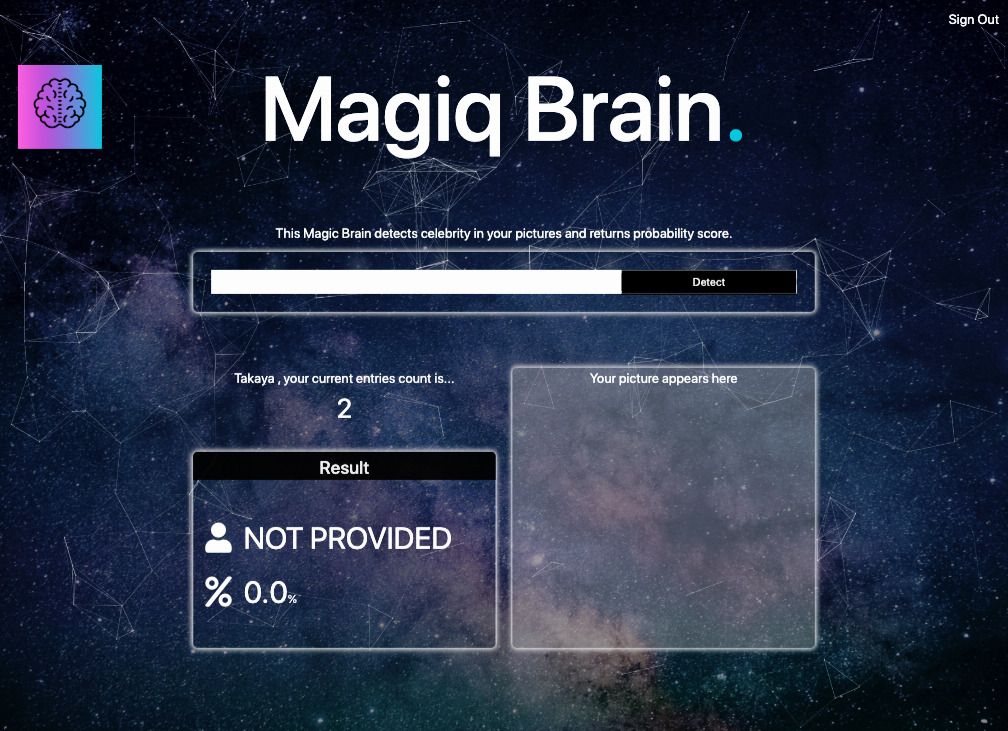 Sign Out
Magiq Brain.
This Magic Brain detects celebrity in your pictures and returns probability score.
Detect
Takaya , your current entries count is...
2
Your picture appears here
Result
NOT PROVIDED
% 0.0%